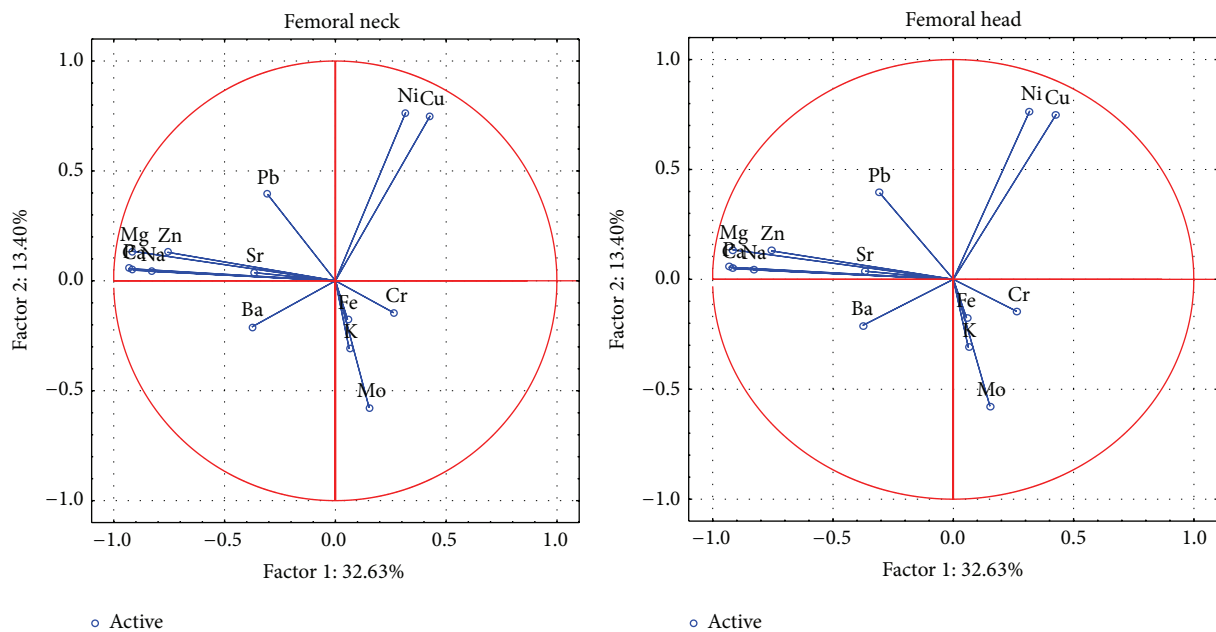 Femoral neck
1.0
0.5
0.0
−0.5
−1.0
Factor 2: 13.40%
Ni Cu
Pb
Mg Zn
Ca Na
Sr
Ba
Fe Cr
K
Mo
−1.0 −0.5 0.0 0.5 1.0
Factor 1: 32.63%
Active
Femoral head
1.0
0.5
0.0
−0.5
−1.0
Factor 2: 13.40%
Ni Cu
Pb
Mg Zn
Ca Na
Sr
Ba
Fe Cr
K
Mo
−1.0 −0.5 0.0 0.5 1.0
Factor 1: 32.63%
Active